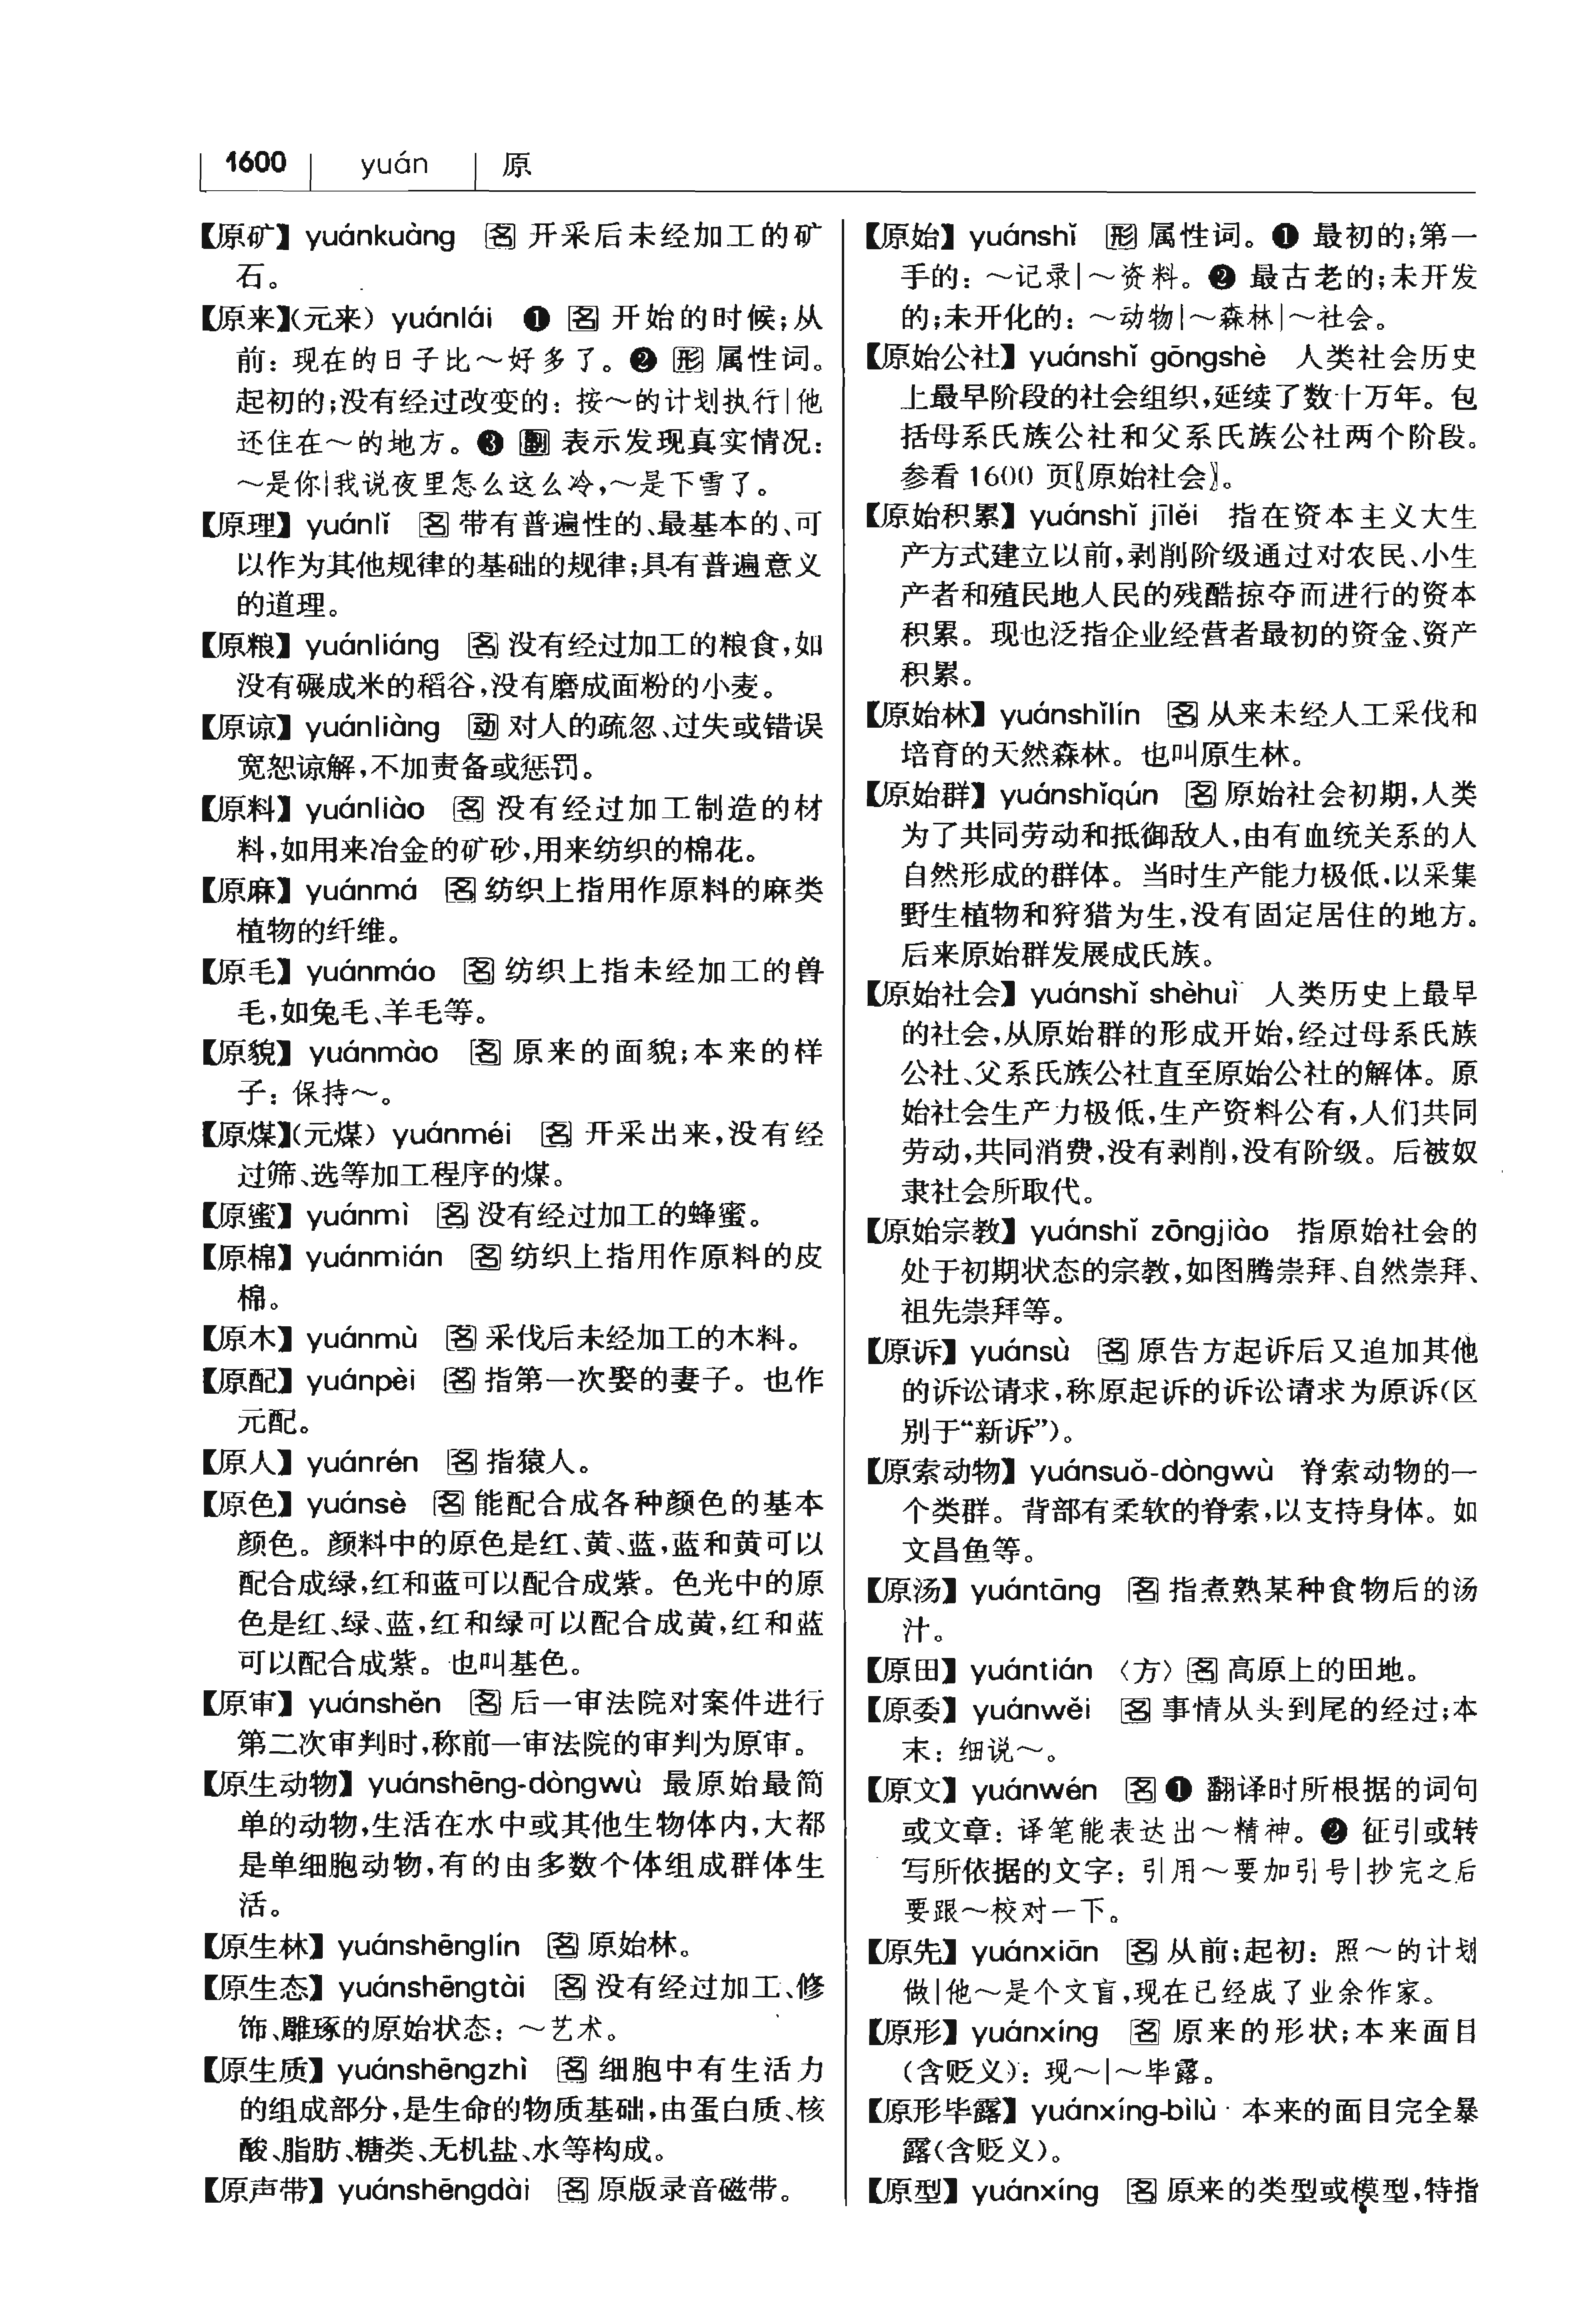 1600 yuán 原
【原矿】 yuánkuàng 名 开采后未经加工的矿
石。
【原来】(元来) yuánlái ❶ 名 开始的时候;从
前: 现在的日子比～好多了。❷ 形 属性词。
起初的;没有经过改变的: 按～的计划执行|他
还住在～的地方。❸ 副 表示发现真实情况:
～是你|我说夜里怎么这么冷,～是下雪了。
【原理】 yuánlǐ 名 带有普遍性的、最基本的、可
以作为其他规律的基础的规律;具有普遍意义
的道理。
【原粮】 yuánliáng 名 没有经过加工的粮食,如
没有碾成米的稻谷,没有磨成面粉的小麦。
【原谅】 yuánliàng 动 对人的疏忽、过失或错误
宽恕谅解,不加责备或惩罚。
【原料】 yuánliào 名 没有经过加工制造的材
料,如用来冶金的矿砂,用来纺织的棉花。
【原麻】 yuánmá 名 纺织上指用作原料的麻类
植物的纤维。
【原毛】 yuánmáo 名 纺织上指未经加工的兽
毛,如兔毛、羊毛等。
【原貌】 yuánmào 名 原来的面貌;本来的样
子: 保持～。
【原煤】(元煤) yuánméi 名 开采出来,没有经
过筛、选等加工程序的煤。
【原蜜】 yuánmì 名 没有经过加工的蜂蜜。
【原棉】 yuánmián 名 纺织上指用作原料的皮
棉。
【原木】 yuánmù 名 采伐后未经加工的木料。
【原配】 yuánpèi 名 指第一次娶的妻子。也作
元配。
【原人】 yuánrén 名 指猿人。
【原色】 yuánsè 名 能配合成各种颜色的基本
颜色。颜料中的原色是红、黄、蓝,蓝和黄可以
配合成绿,红和蓝可以配合成紫。色光中的原
色是红、绿、蓝,红和绿可以配合成黄,红和蓝
可以配合成紫。也叫基色。
【原审】 yuánshěn 名 后一审法院对案件进行
第二次审判时,称前一审法院的审判为原审。
【原生动物】 yuánshēng-dòngwù 最原始最简
单的动物,生活在水中或其他生物体内,大都
是单细胞动物,有的由多数个体组成群体生
活。
【原生林】 yuánshēnglín 名 原始林。
【原生态】 yuánshēngtài 名 没有经过加工、修
饰、雕琢的原始状态: ～艺术。
【原生质】 yuánshēngzhì 名 细胞中有生活力
的组成部分,是生命的物质基础,由蛋白质、核
酸、脂肪、糖类、无机盐、水等构成。
【原声带】 yuánshēngdài 名 原版录音磁带。
【原始】 yuánshǐ 形 属性词。❶ 最初的;第一
手的: ～记录|～资料。❷ 最古老的;未开发
的;未开化的: ～动物|～森林|～社会。
【原始公社】 yuánshǐ gōngshè 人类社会历史
上最早阶段的社会组织,延续了数十万年。包
括母系氏族公社和父系氏族公社两个阶段。
参看 1600 页〖原始社会〗。
【原始积累】 yuánshǐ jīlěi 指在资本主义大生
产方式建立以前,剥削阶级通过对农民、小生
产者和殖民地人民的残酷掠夺而进行的资本
积累。现也泛指企业经营者最初的资金、资产
积累。
【原始林】 yuánshǐlín 名 从来未经人工采伐和
培育的天然森林。也叫原生林。
【原始群】 yuánshǐqún 名 原始社会初期,人类
为了共同劳动和抵御敌人,由有血统关系的人
自然形成的群体。当时生产能力极低,以采集
野生植物和狩猎为生,没有固定居住的地方。
后来原始群发展成氏族。
【原始社会】 yuánshǐ shèhuì 人类历史上最早
的社会,从原始群的形成开始,经过母系氏族
公社、父系氏族公社直至原始公社的解体。原
始社会生产力极低,生产资料公有,人们共同
劳动,共同消费,没有剥削,没有阶级。后被奴
隶社会所取代。
【原始宗教】 yuánshǐ zōngjiào 指原始社会的
处于初期状态的宗教,如图腾崇拜、自然崇拜、
祖先崇拜等。
【原诉】 yuánsù 名 原告方起诉后又追加其他
的诉讼请求,称原起诉的诉讼请求为原诉(区
别于“新诉”)。
【原索动物】 yuánsuǒ-dòngwù 脊索动物的一
个类群。背部有柔软的脊索,以支持身体。如
文昌鱼等。
【原汤】 yuántāng 名 指煮熟某种食物后的汤
汁。
【原田】 yuántián 〈方〉 名 高原上的田地。
【原委】 yuánwěi 名 事情从头到尾的经过;本
末: 细说～。
【原文】 yuánwén 名 ❶ 翻译时所根据的词句
或文章: 译笔能表达出～精神。❷ 征引或转
写所依据的文字: 引用～要加引号|抄完之后
要跟～校对一下。
【原先】 yuánxiān 名 从前;起初: 照～的计划
做|他～是个文盲,现在已经成了业余作家。
【原形】 yuánxíng 名 原来的形状;本来面目
(含贬义): 现～|～毕露。
【原形毕露】 yuánxíng-bìlù 本来的面目完全暴
露(含贬义)。
【原型】 yuánxíng 名 原来的类型或模型,特指